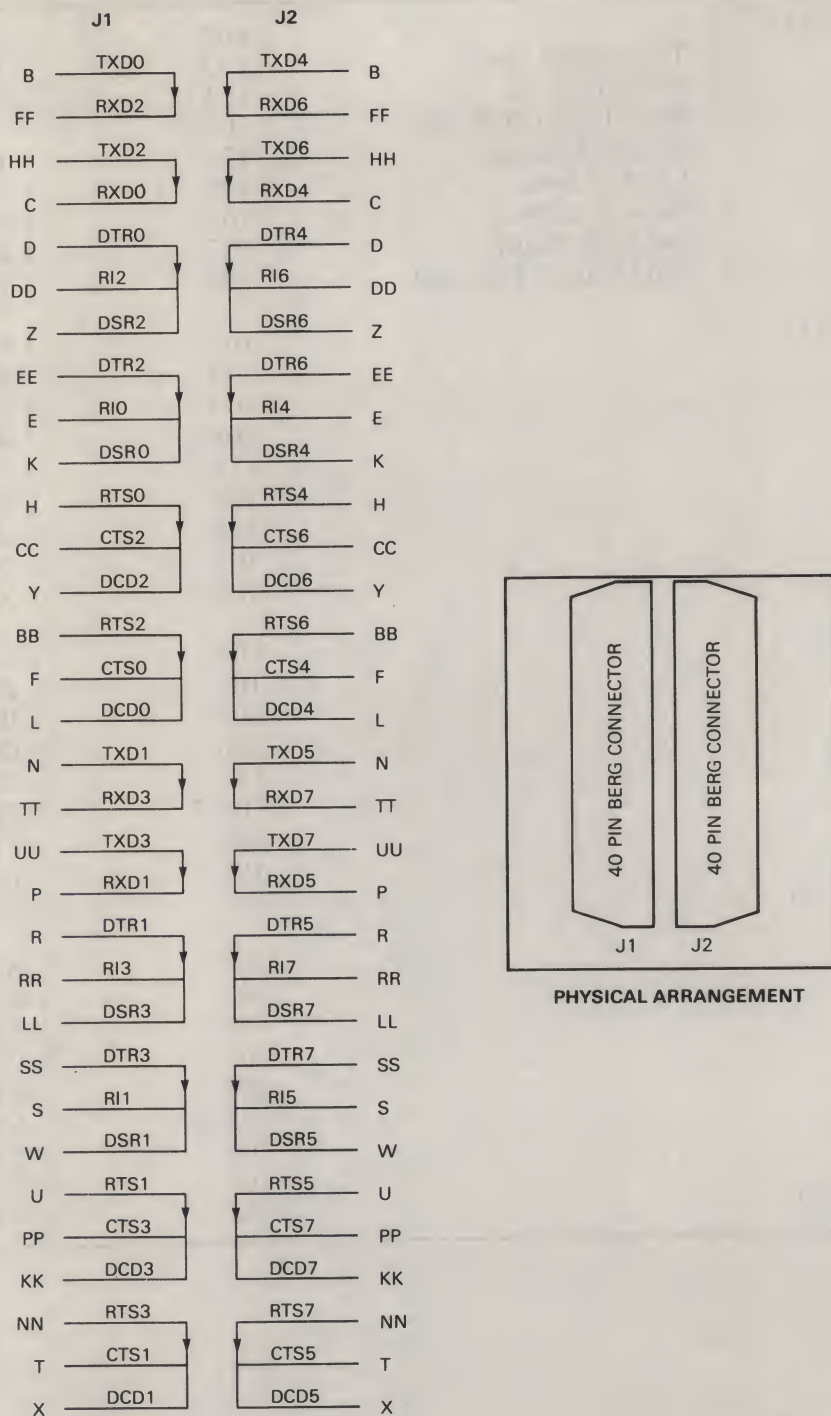 J1 J2
B TXD0 TXD4 B
FF RXD2 RXD6 FF
HH TXD2 TXD6 HH
C RXD0 RXD4 C
D DTR0 DTR4 D
DD RI2 RI6 DD
Z DSR2 DSR6 Z
EE DTR2 DTR6 EE
E RI0 RI4 E
K DSR0 DSR4 K
H RTS0 RTS4 H
CC CTS2 CTS6 CC
Y DCD2 DCD6 Y
BB RTS2 RTS6 BB
F CTS0 CTS4 F
L DCD0 DCD4 L
N TXD1 TXD5 N
TT RXD3 RXD7 TT
UU TXD3 TXD7 UU
P RXD1 RXD5 P
R DTR1 DTR5 R
RR RI3 RI7 RR
LL DSR3 DSR7 LL
SS DTR3 DTR7 SS
S RI1 RI5 S
W DSR1 DSR5 W
U RTS1 RTS5 U
PP CTS3 CTS7 PP
KK DCD3 DCD7 KK
NN RTS3 RTS7 NN
T CTS1 CTS5 T
X DCD1 DCD5 X
40 PIN BERG CONNECTOR
40 PIN BERG CONNECTOR
J1 J2
PHYSICAL ARRANGEMENT